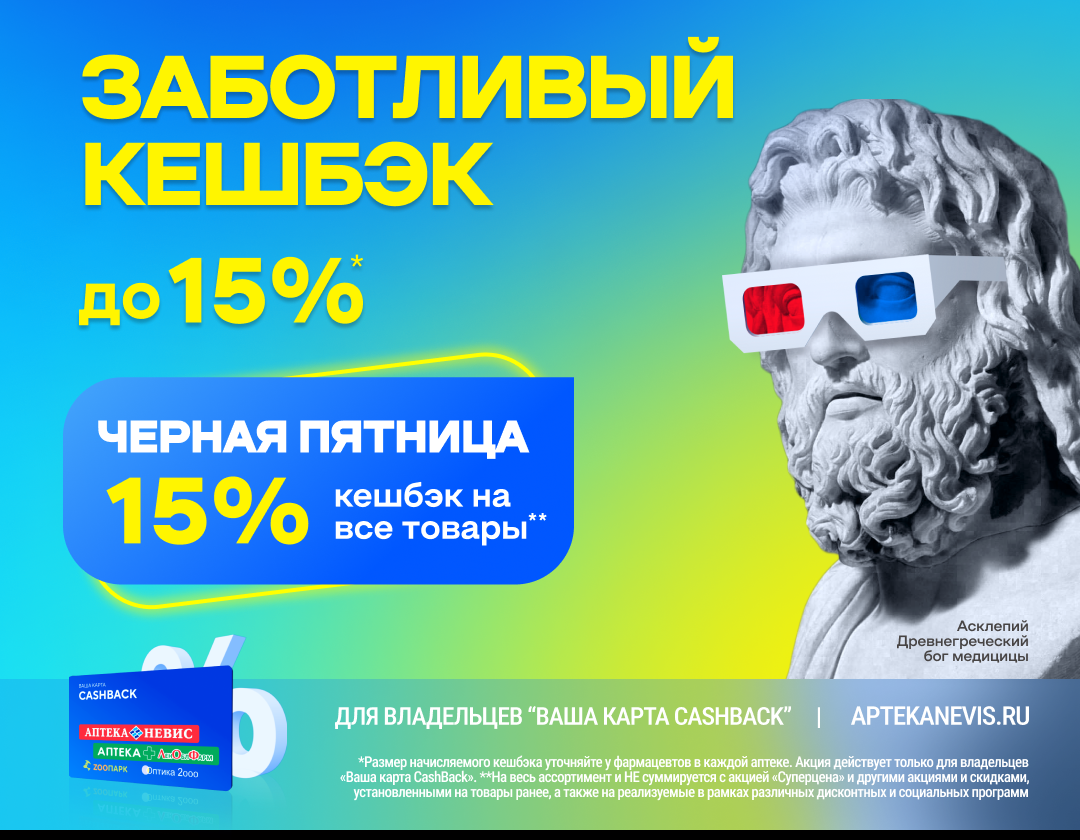 ЗАБОТЛИВЫЙ
КЕШБЭК
до 15%*
ЧЕРНАЯ ПЯТНИЦА
15% кешбэк на
все товары**
Асклепий
Древнегреческий
бог медицицы
%
ВАША КАРТА
CASHBACK
АПТЕКА НЕВИС
АПТЕКА АлОкиФарм
ZOOПАРК Оптика 2000
ДЛЯ ВЛАДЕЛЬЦЕВ “ВАША КАРТА CASHBACK” | APTEKANEVIS.RU
*Размер начисляемого кешбэка уточняйте у фармацевтов в каждой аптеке. Акция действует только для владельцев
«Ваша карта CashBack». **На весь ассортимент и НЕ суммируется с акцией «Суперцена» и другими акциями и скидками,
установленными на товары ранее, а также на реализуемые в рамках различных дисконтных и социальных программ